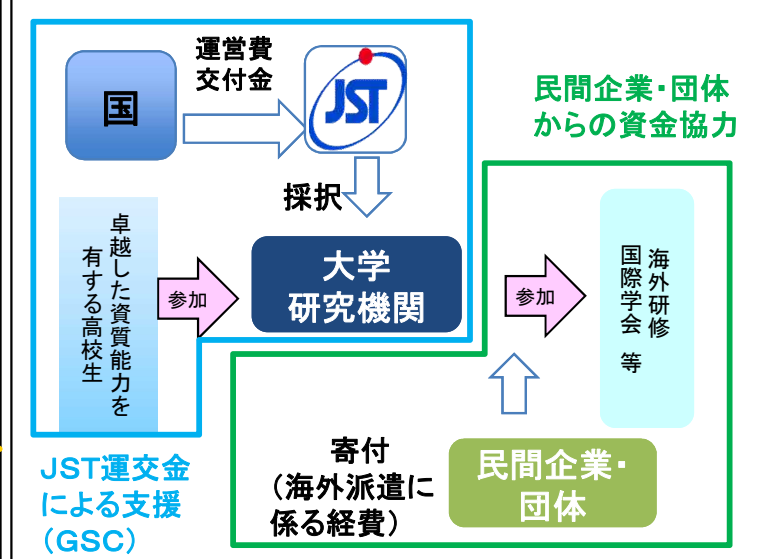 国
運営費
交付金
JST
民間企業・団体
からの資金協力
採択
卓越した資質能力を
有する高校生
参加
大学
研究機関
参加
海外研修
国際学会 等
JST運交金
による支援
（GSC）
寄付
（海外派遣に
係る経費）
民間企業・
団体